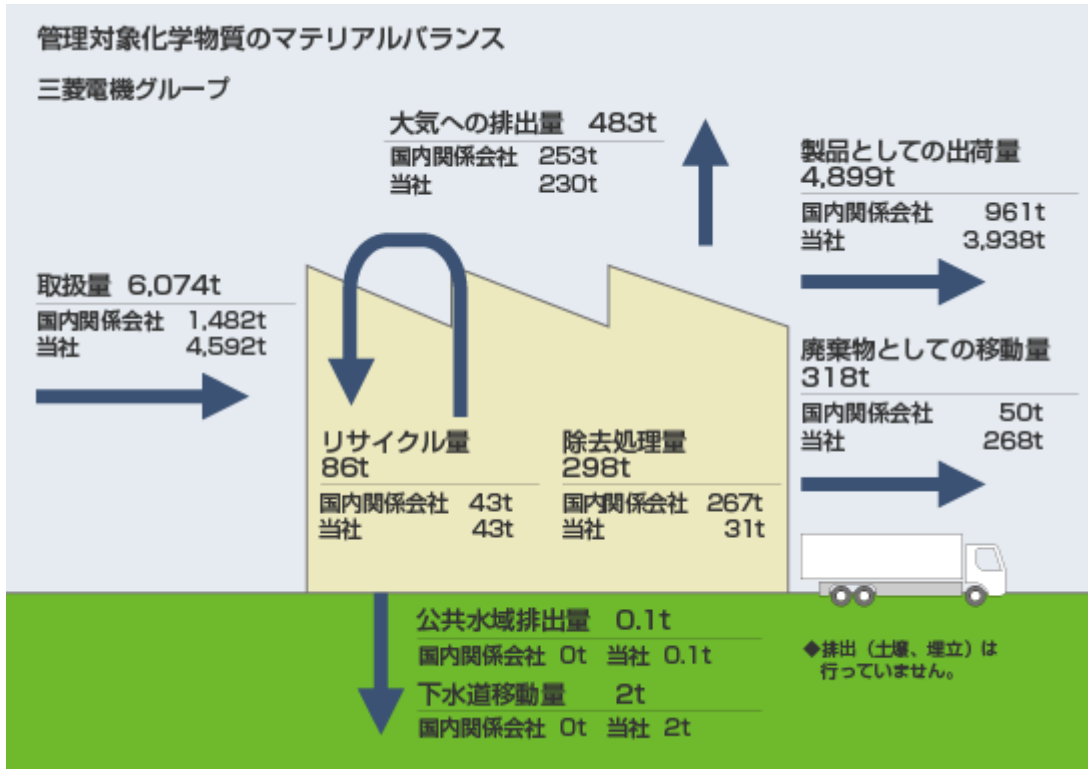 管理対象化学物質のマテリアルバランス
三菱電機グループ
大気への排出量 483t
国内関係会社 253t
当社 230t
製品としての出荷量
4,899t
国内関係会社 961t
当社 3,938t
取扱量 6,074t
国内関係会社 1,482t
当社 4,592t
廃棄物としての移動量
318t
国内関係会社 50t
当社 268t
リサイクル量
86t
国内関係会社 43t
当社 43t
除去処理量
298t
国内関係会社 267t
当社 31t
公共水域排出量 0.1t
国内関係会社 0t 当社 0.1t
下水道移動量 2t
国内関係会社 0t 当社 2t
◆排出（土壌、埋立）は
行っていません。